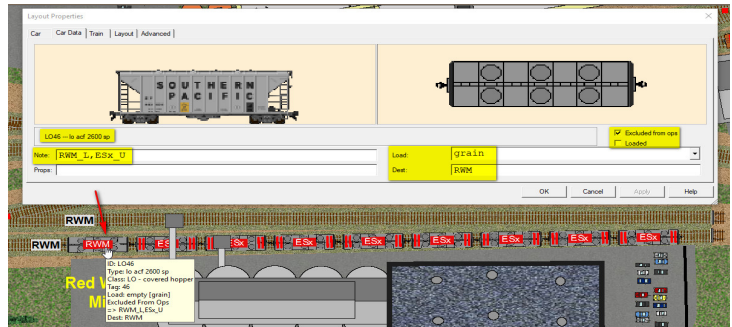 Layout Properties
Car Car Data Train Layout Advanced
SOUTHERN
PACIFIC
LO46 --- lo acf 2600 sp
Excluded from ops
Loaded
Note: RWM_L,ESx_U
Load: grain
Props:
Dest: RWM
OK Cancel Apply Help
RWM
RWM RWM ESx ESx ESx ESx ESx ESx ESx ESx
ID: LO46
Type: lo acf 2600 sp
Class: LO - covered hopper
Tag: 46
Load: empty [grain]
Excluded From Ops
=> RWM_L,ESx_U
Dest: RWM
Red
Mi